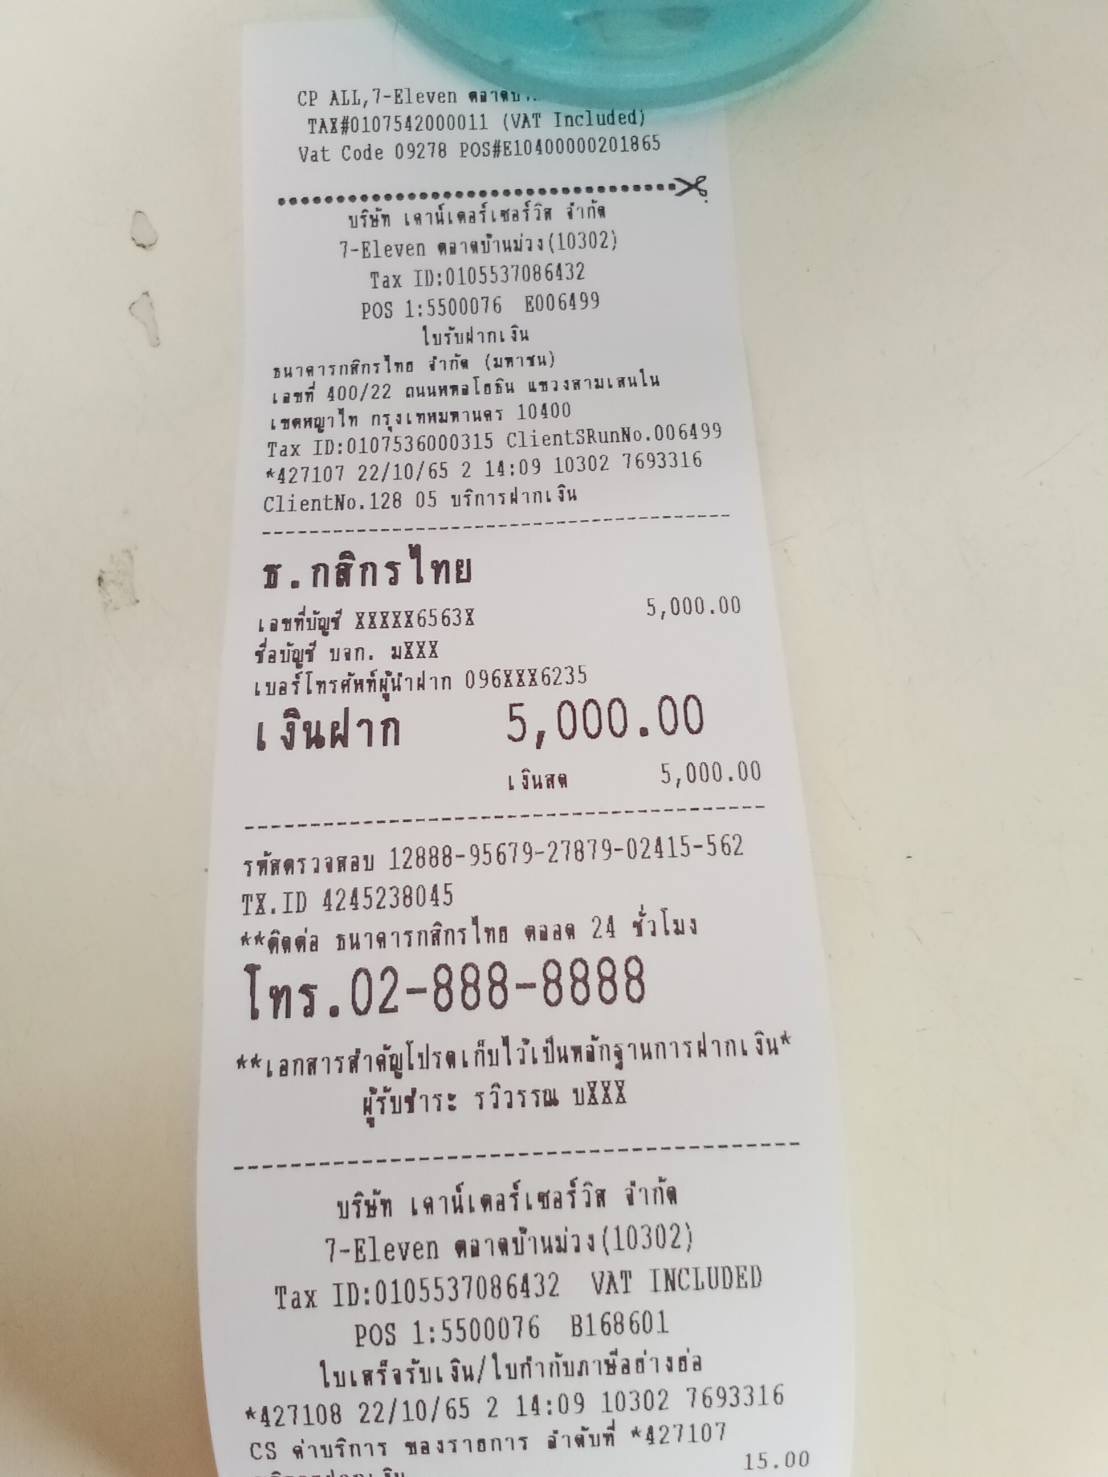 CP ALL,7-Eleven
TAX#0107542000011 (VAT Included)
Vat Code 09278 POS#E10400000201865
บริษัท เคาน์เตอร์เซอร์วิส จำกัด
7-Eleven ตลาดบ้านม่วง(10302)
Tax ID:0105537086432
POS 1:5500076 E006499
ใบรับฝากเงิน
ธนาคารกสิกรไทย จำกัด (มหาชน)
เลขที่ 400/22 ถนนพหลโยธิน แขวงสามเสนใน
เขตพญาไท กรุงเทพมหานคร 10400
Tax ID:0107536000315 ClientSRunNo.006499
*427107 22/10/65 2 14:09 10302 7693316
ClientNo.128 05 บริการฝากเงิน
ธ.กสิกรไทย
เลขที่บัญชี XXXXX6563X 5,000.00
ชื่อบัญชี บจก. มXXX
เบอร์โทรศัพท์ผู้นำฝาก 096XXX6235
เงินฝาก 5,000.00
เงินสด 5,000.00
รหัสตรวจสอบ 12888-95679-27879-02415-562
TX.ID 4245238045
**ติดต่อ ธนาคารกสิกรไทย ตลอด 24 ชั่วโมง
โทร.02-888-8888
**เอกสารสำคัญโปรดเก็บไว้เป็นหลักฐานการฝากเงิน*
ผู้รับชำระ รวิวรรณ บXXX
บริษัท เคาน์เตอร์เซอร์วิส จำกัด
7-Eleven ตลาดบ้านม่วง(10302)
Tax ID:0105537086432 VAT INCLUDED
POS 1:5500076 B168601
ใบเสร็จรับเงิน/ใบกำกับภาษีอย่างย่อ
*427108 22/10/65 2 14:09 10302 7693316
CS ค่าบริการ ของรายการ ลำดับที่ *427107
15.00